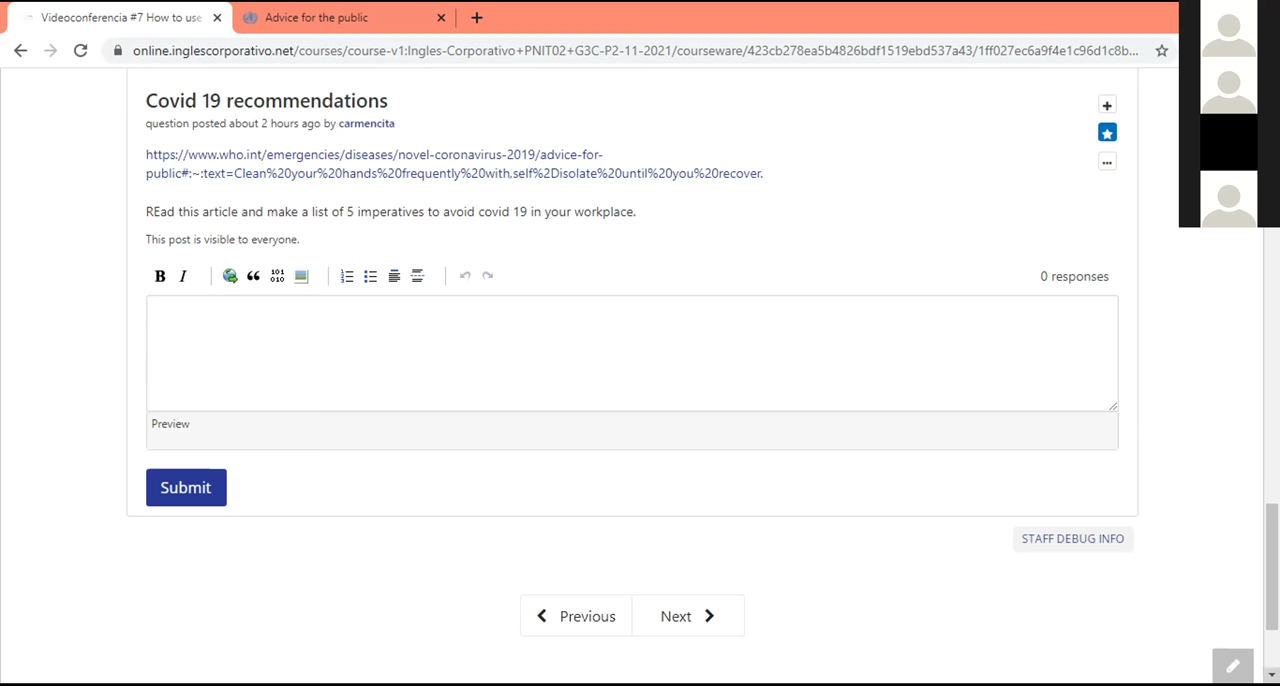 Videoconferencia #7 How to use
Advice for the public
online.inglescorporativo.net/courses/course-v1:Ingles-Corporativo+PNIT02+G3C-P2-11-2021/courseware/423cb278ea5b4826bdf1519ebd537a43/1ff027ec6a9f4e1c96d1c8b...
Covid 19 recommendations
question posted about 2 hours ago by carmencita
https://www.who.int/emergencies/diseases/novel-coronavirus-2019/advice-for-
public#:~:text=Clean%20your%20hands%20frequently%20with,self%2Disolate%20until%20you%20recover.
REad this article and make a list of 5 imperatives to avoid covid 19 in your workplace.
This post is visible to everyone.
B I 101 010
0 responses
Preview
Submit
STAFF DEBUG INFO
Previous
Next